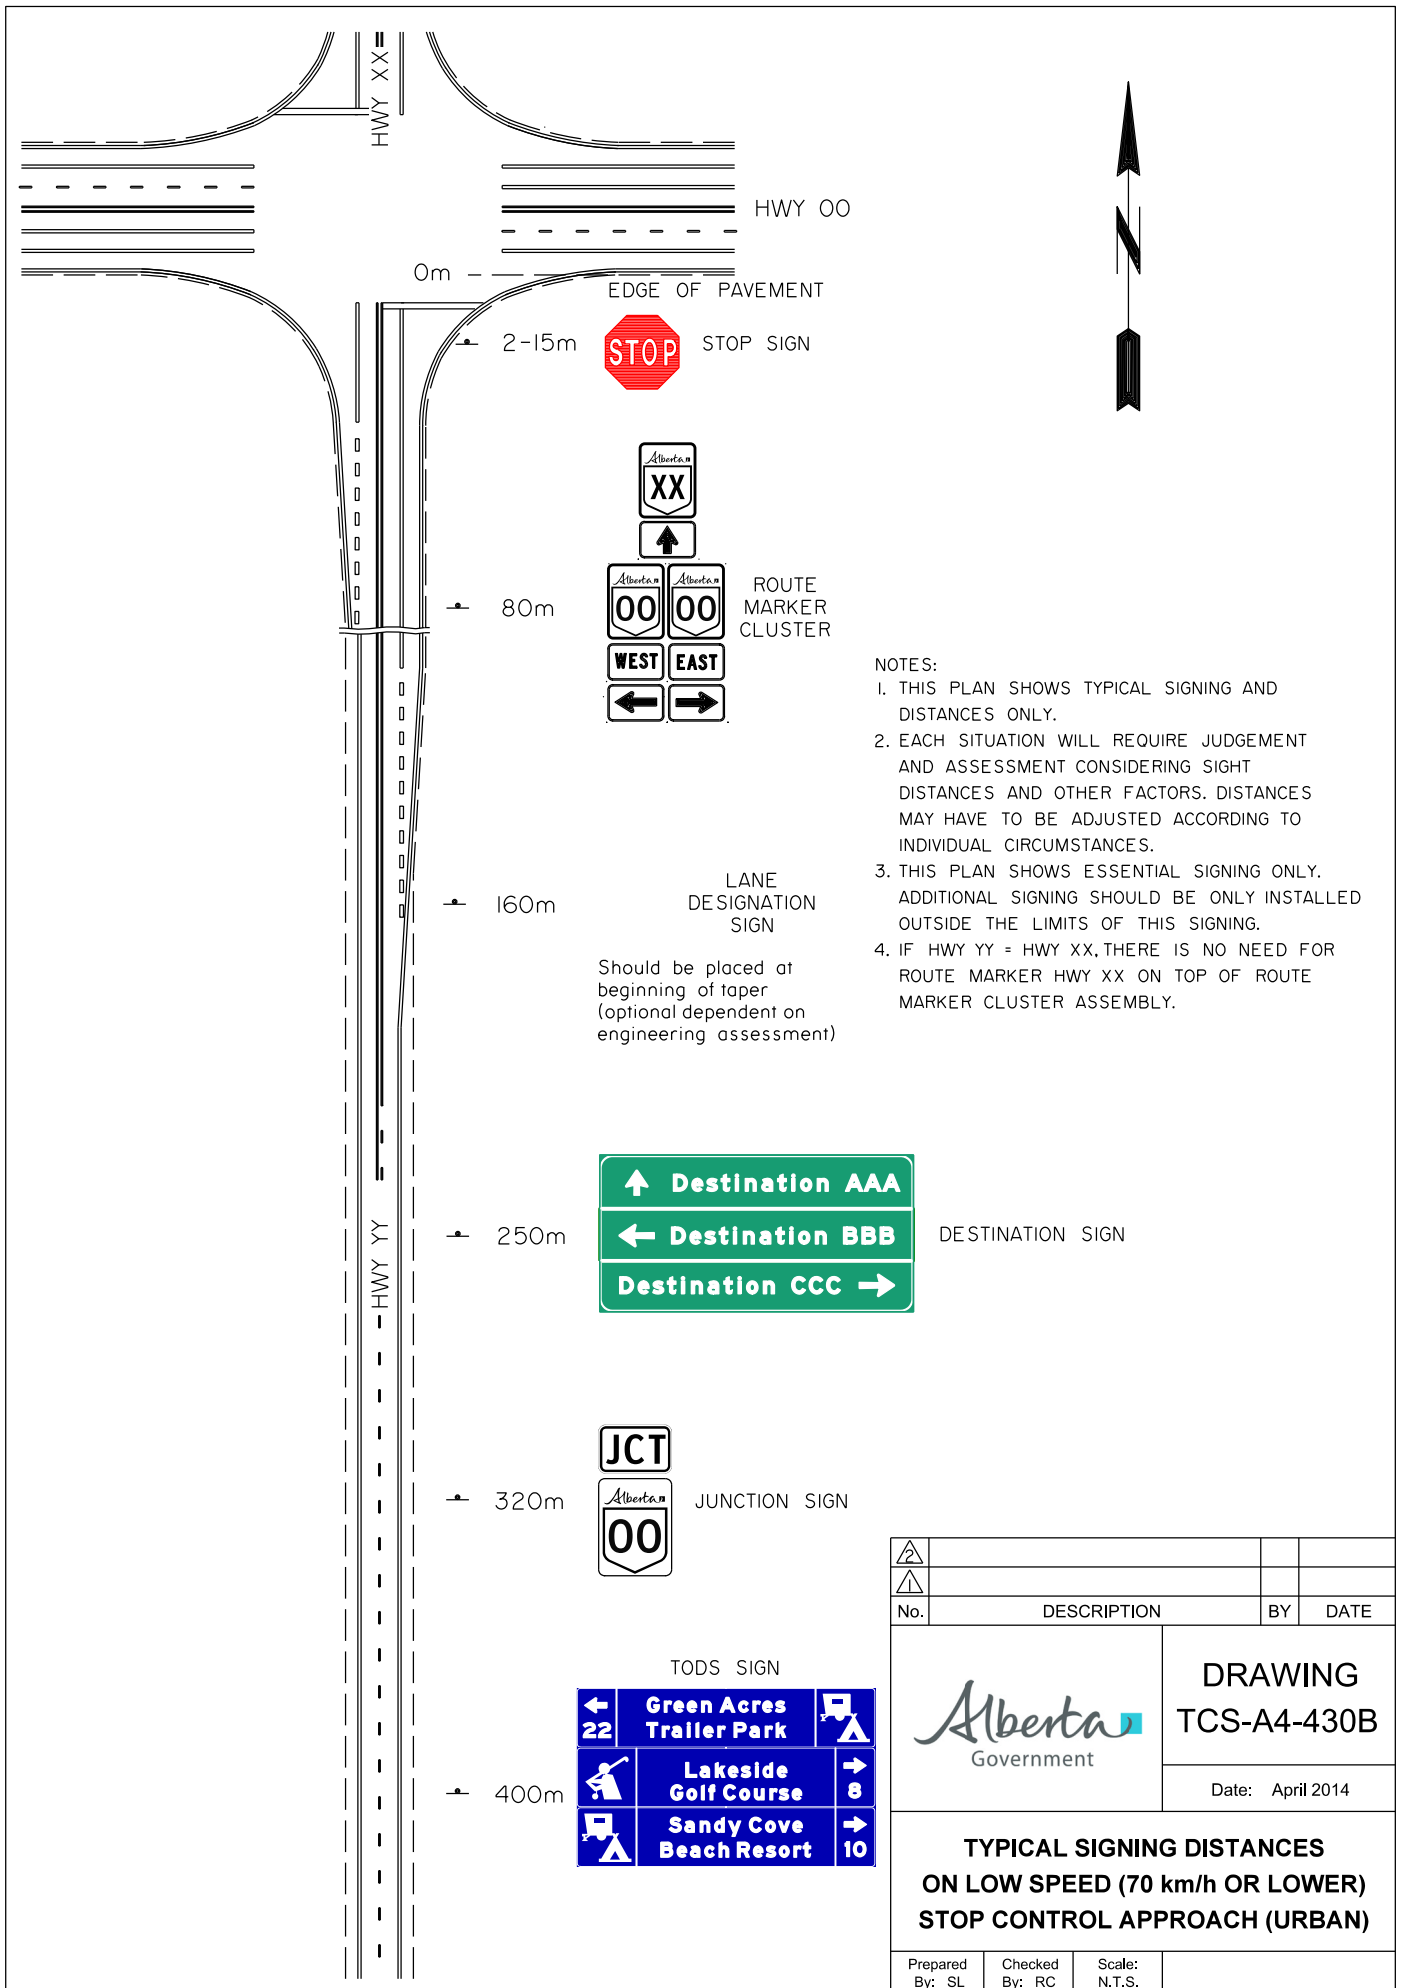 HWY XX
HWY 00
0m
EDGE OF PAVEMENT
2-15m
STOP
STOP SIGN
Alberta
XX
80m
Alberta
Alberta
00
00
WEST
EAST
ROUTE
MARKER
CLUSTER
NOTES:
1. THIS PLAN SHOWS TYPICAL SIGNING AND
DISTANCES ONLY.
2. EACH SITUATION WILL REQUIRE JUDGEMENT
AND ASSESSMENT CONSIDERING SIGHT
DISTANCES AND OTHER FACTORS. DISTANCES
MAY HAVE TO BE ADJUSTED ACCORDING TO
INDIVIDUAL CIRCUMSTANCES.
3. THIS PLAN SHOWS ESSENTIAL SIGNING ONLY.
ADDITIONAL SIGNING SHOULD BE ONLY INSTALLED
OUTSIDE THE LIMITS OF THIS SIGNING.
4. IF HWY YY = HWY XX, THERE IS NO NEED FOR
ROUTE MARKER HWY XX ON TOP OF ROUTE
MARKER CLUSTER ASSEMBLY.
160m
LANE
DESIGNATION
SIGN
Should be placed at
beginning of taper
(optional dependent on
engineering assessment)
HWY YY
250m
Destination AAA
Destination BBB
Destination CCC
DESTINATION SIGN
320m
JCT
Alberta
00
JUNCTION SIGN
TODS SIGN
400m
22
Green Acres
Trailer Park
Lakeside
Golf Course
8
Sandy Cove
Beach Resort
10
2
1
No. DESCRIPTION BY DATE
Alberta
Government
DRAWING
TCS-A4-430B
Date: April 2014
TYPICAL SIGNING DISTANCES
ON LOW SPEED (70 km/h OR LOWER)
STOP CONTROL APPROACH (URBAN)
Prepared
By: SL
Checked
By: RC
Scale:
N.T.S.
N